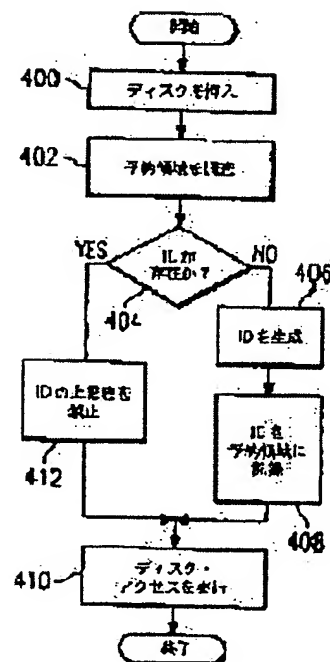 開始
400
ディスクを挿入
402
予約領域を
YES
IDが
存在か?
NO
404
406
IDを生成
IDの上書きを
禁止
412
IDを
予約領域に
記録
408
410
ディスク・
アクセスを実行
終了